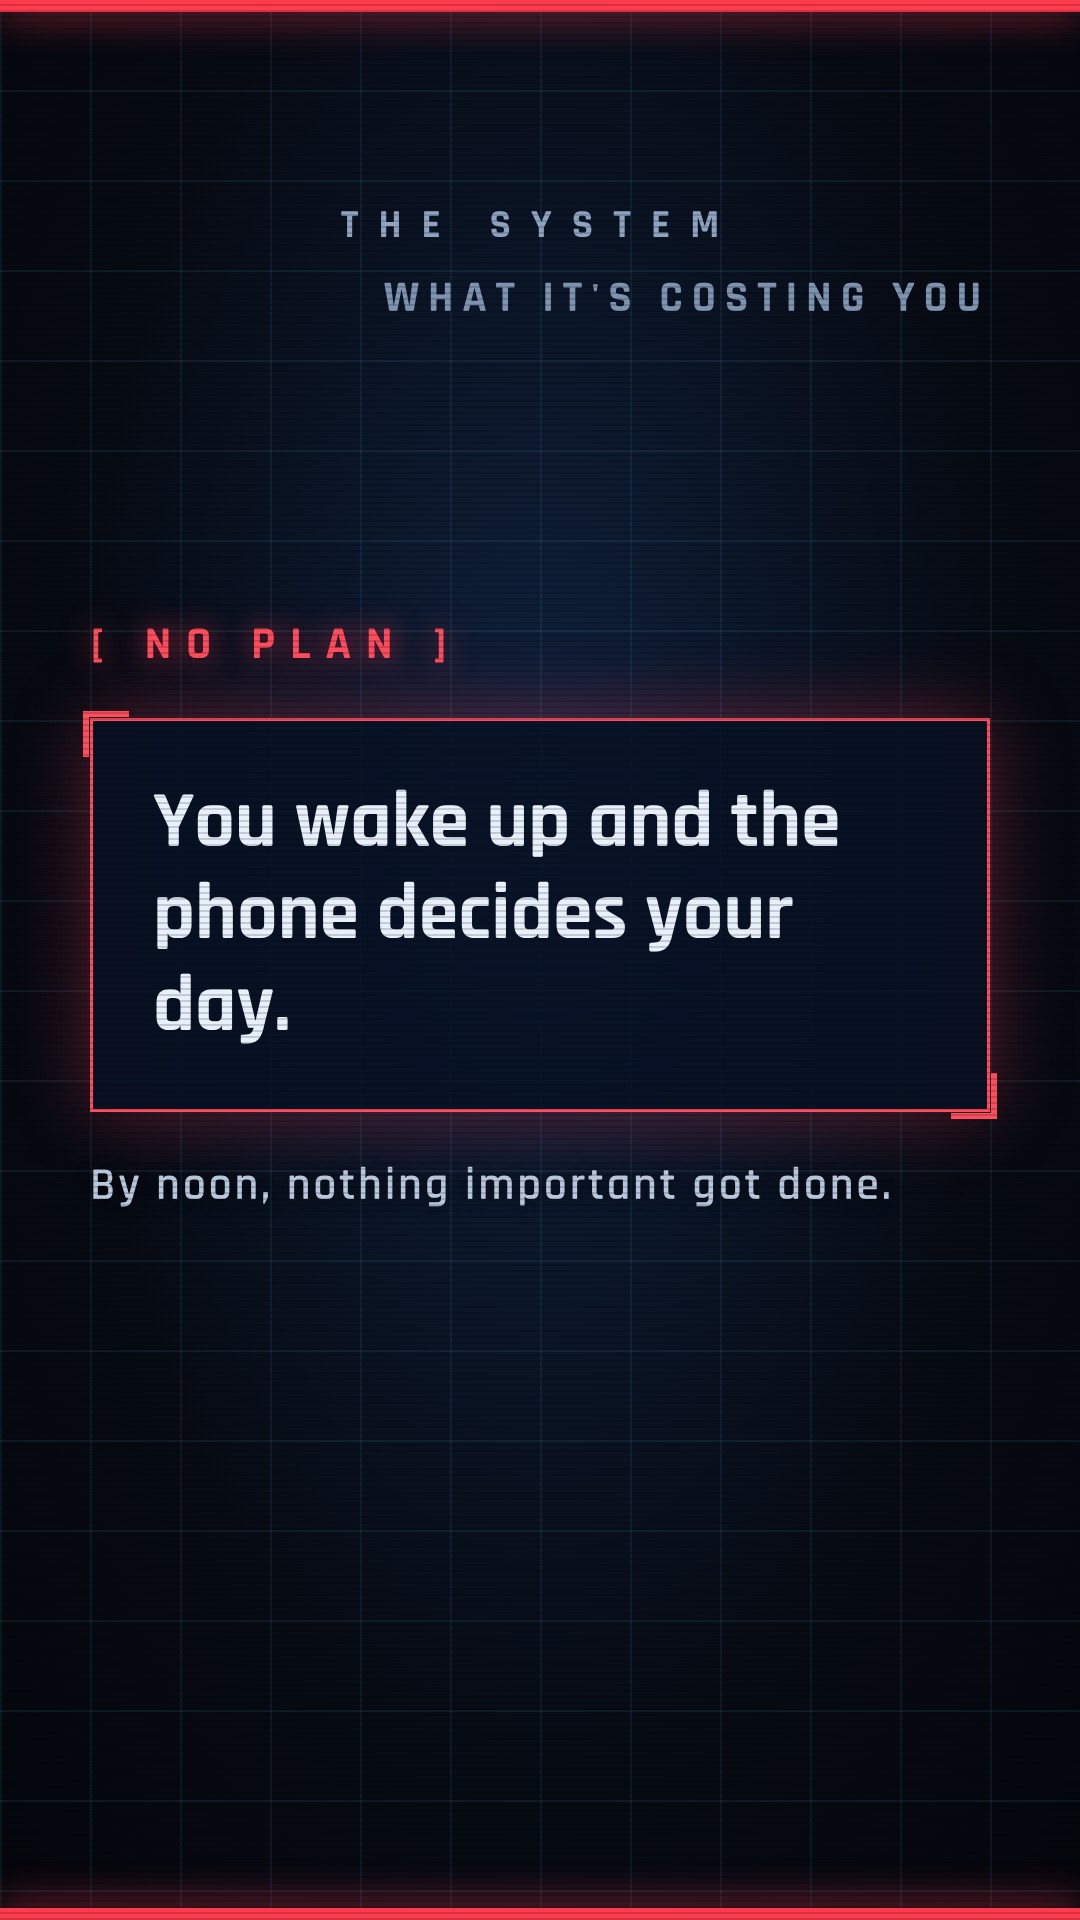 THE SYSTEM
WHAT IT'S COSTING YOU
[ NO PLAN ]
You wake up and the
phone decides your
day.
By noon, nothing important got done.